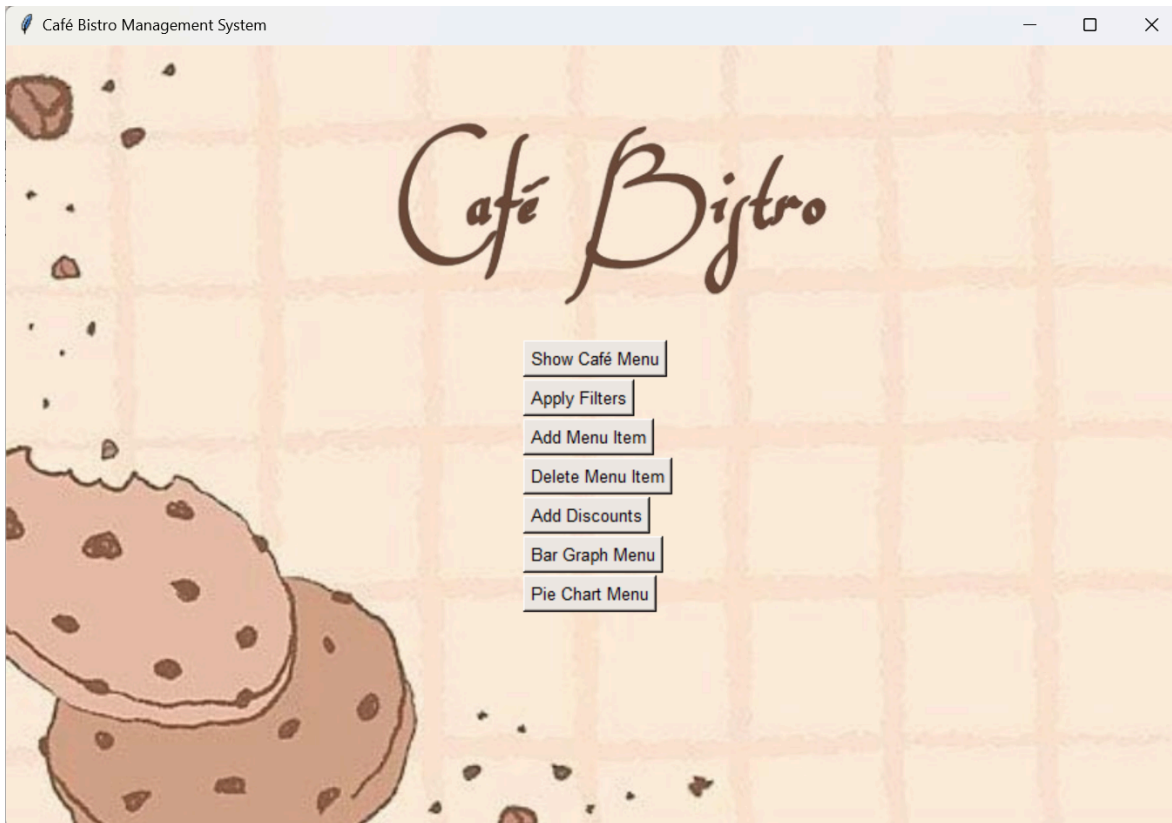 Café Bistro Management System
Café Bistro
Show Café Menu
Apply Filters
Add Menu Item
Delete Menu Item
Add Discounts
Bar Graph Menu
Pie Chart Menu